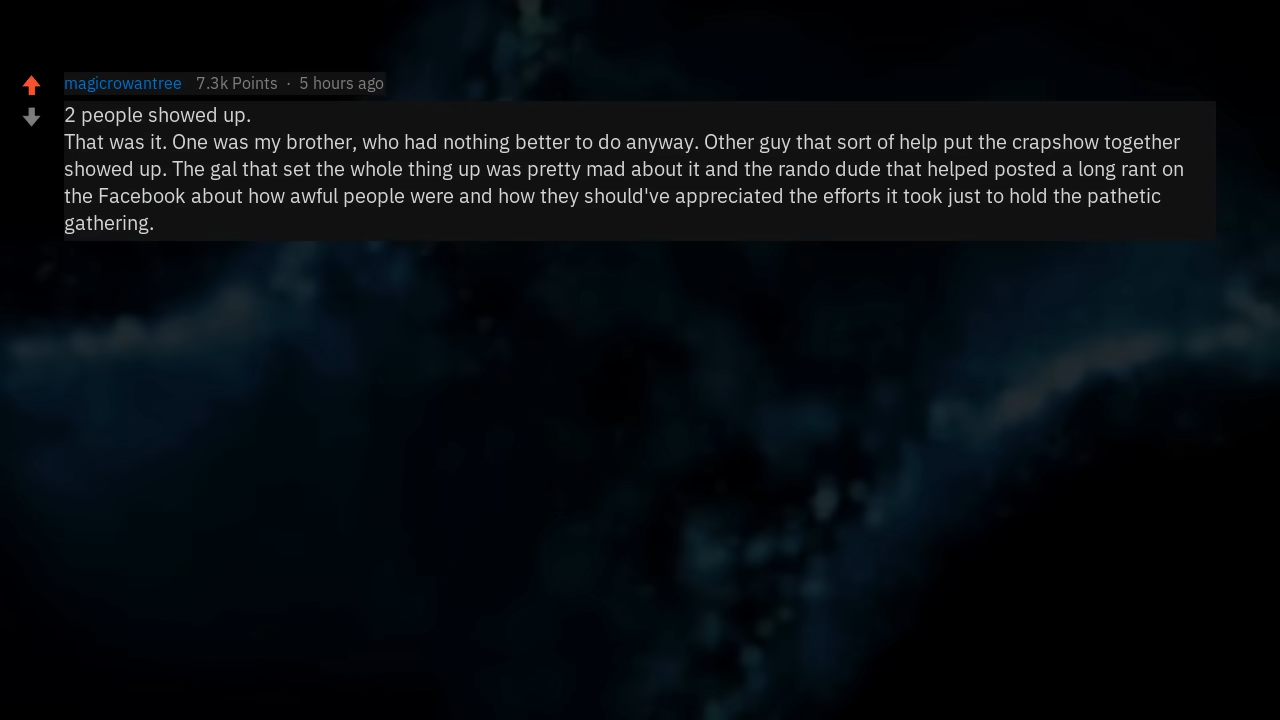 magicrowantree 7.3k Points · 5 hours ago
2 people showed up.
That was it. One was my brother, who had nothing better to do anyway. Other guy that sort of help put the crapshow together
showed up. The gal that set the whole thing up was pretty mad about it and the rando dude that helped posted a long rant on
the Facebook about how awful people were and how they should've appreciated the efforts it took just to hold the pathetic
gathering.